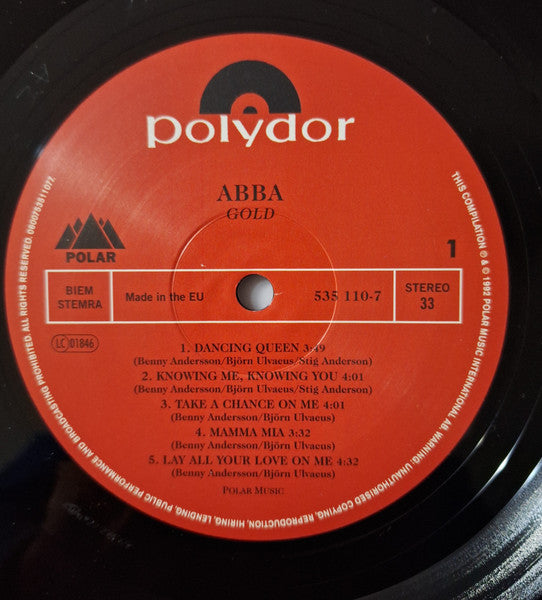 polydor
ABBA
GOLD
POLAR
1
BIEM
STEMRA
Made in the EU
535 110-7
STEREO
33
LC 01846
1. DANCING QUEEN 3:49
(Benny Andersson/Björn Ulvaeus/Stig Anderson)
2. KNOWING ME, KNOWING YOU 4:01
(Benny Andersson/Björn Ulvaeus/Stig Anderson)
3. TAKE A CHANCE ON ME 4:01
(Benny Andersson/Björn Ulvaeus)
4. MAMMA MIA 3:32
(Benny Andersson/Björn Ulvaeus)
5. LAY ALL YOUR LOVE ON ME 4:32
(Benny Andersson/Björn Ulvaeus)
POLAR MUSIC
THIS COMPILATION ℗ & © 1992 POLAR MUSIC INTERNATIONAL AB. WARNING: UNAUTHORISED COPYING, REPRODUCTION, HIRING, LENDING, PUBLIC PERFORMANCE AND BROADCASTING PROHIBITED. ALL RIGHTS RESERVED. 0600753511077.